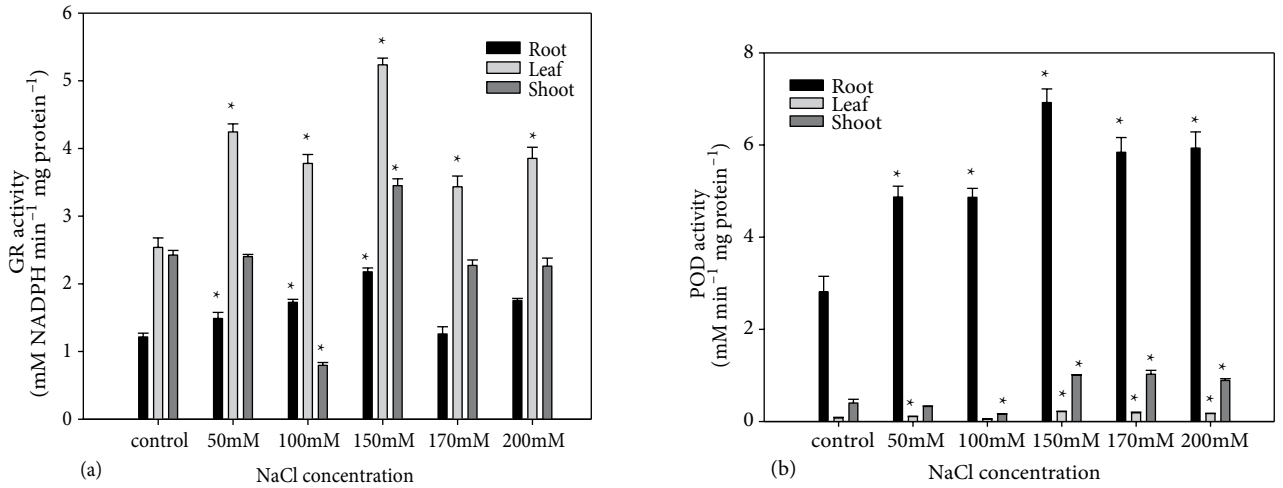 GR activity
(mM NADPH min⁻¹ mg protein⁻¹)
6
5
4
3
2
1
0
Root
Leaf
Shoot
* * * * * * * * * * *
control 50mM 100mM 150mM 170mM 200mM
(a)
NaCl concentration
POD activity
(mM min⁻¹ mg protein⁻¹)
8
6
4
2
0
Root
Leaf
Shoot
* * * * * * * * * * * * *
control 50mM 100mM 150mM 170mM 200mM
(b)
NaCl concentration